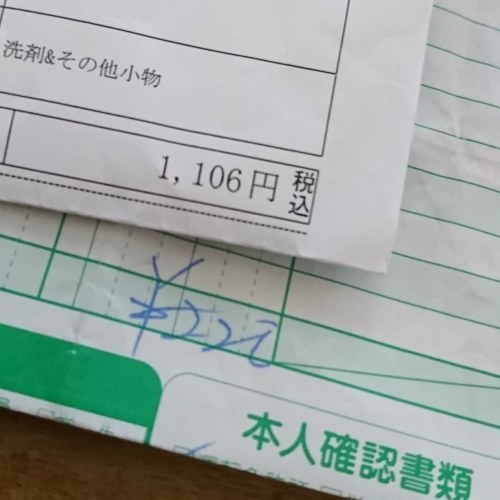 洗剤&その他小物
1,106円
税込
本人確認書類